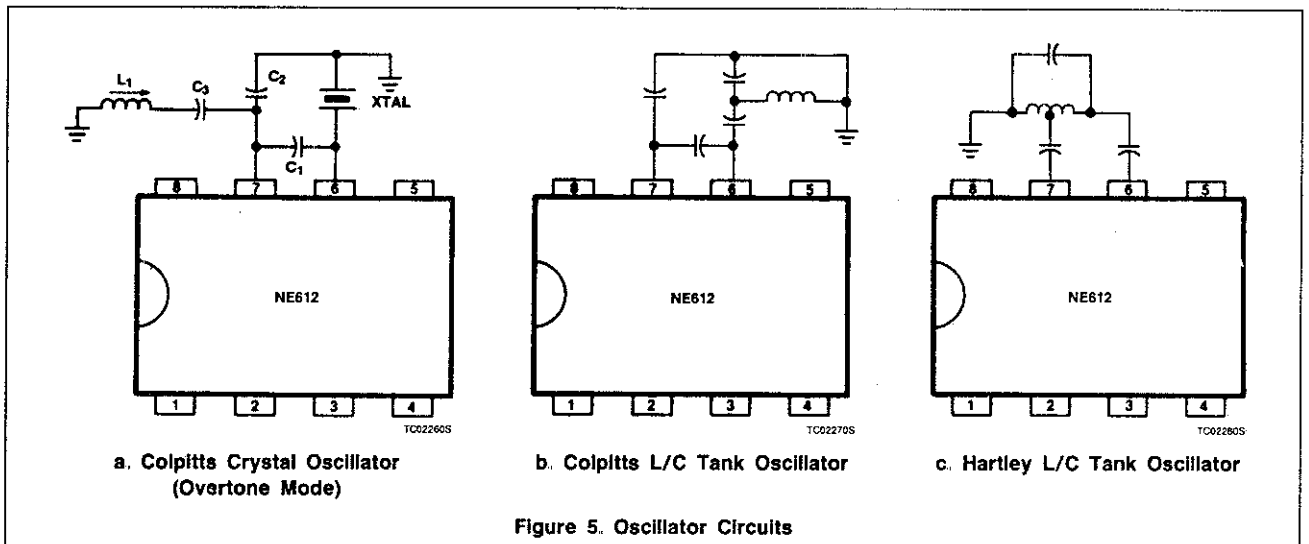 L1
C3
C2
XTAL
C1
8 7 6 5
NE612
1 2 3 4
TC02260S
a. Colpitts Crystal Oscillator
(Overtone Mode)
8 7 6 5
NE612
1 2 3 4
TC02270S
b. Colpitts L/C Tank Oscillator
8 7 6 5
NE612
1 2 3 4
TC02280S
c. Hartley L/C Tank Oscillator
Figure 5. Oscillator Circuits